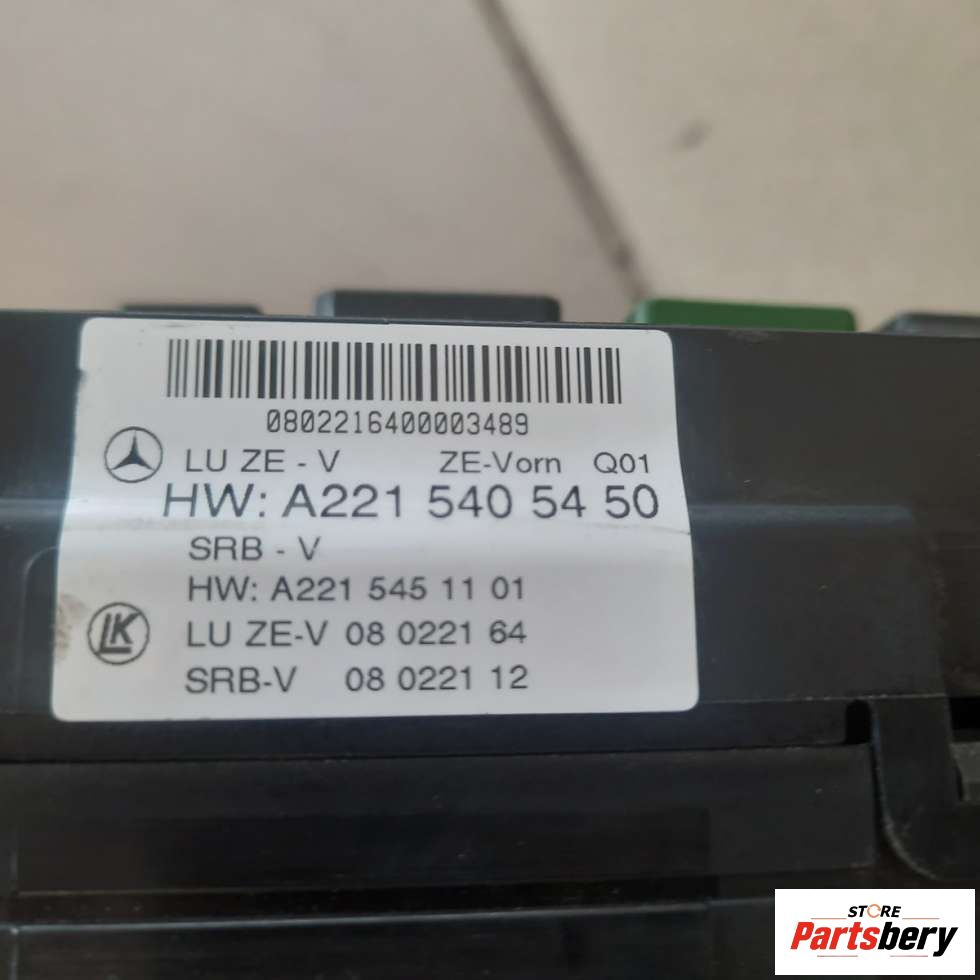 0802216400003489
LU ZE - V ZE-Vorn Q01
HW: A221 540 54 50
SRB - V
HW: A221 545 11 01
LK
LU ZE-V 08 0221 64
SRB-V 08 0221 12
STORE
Partsbery